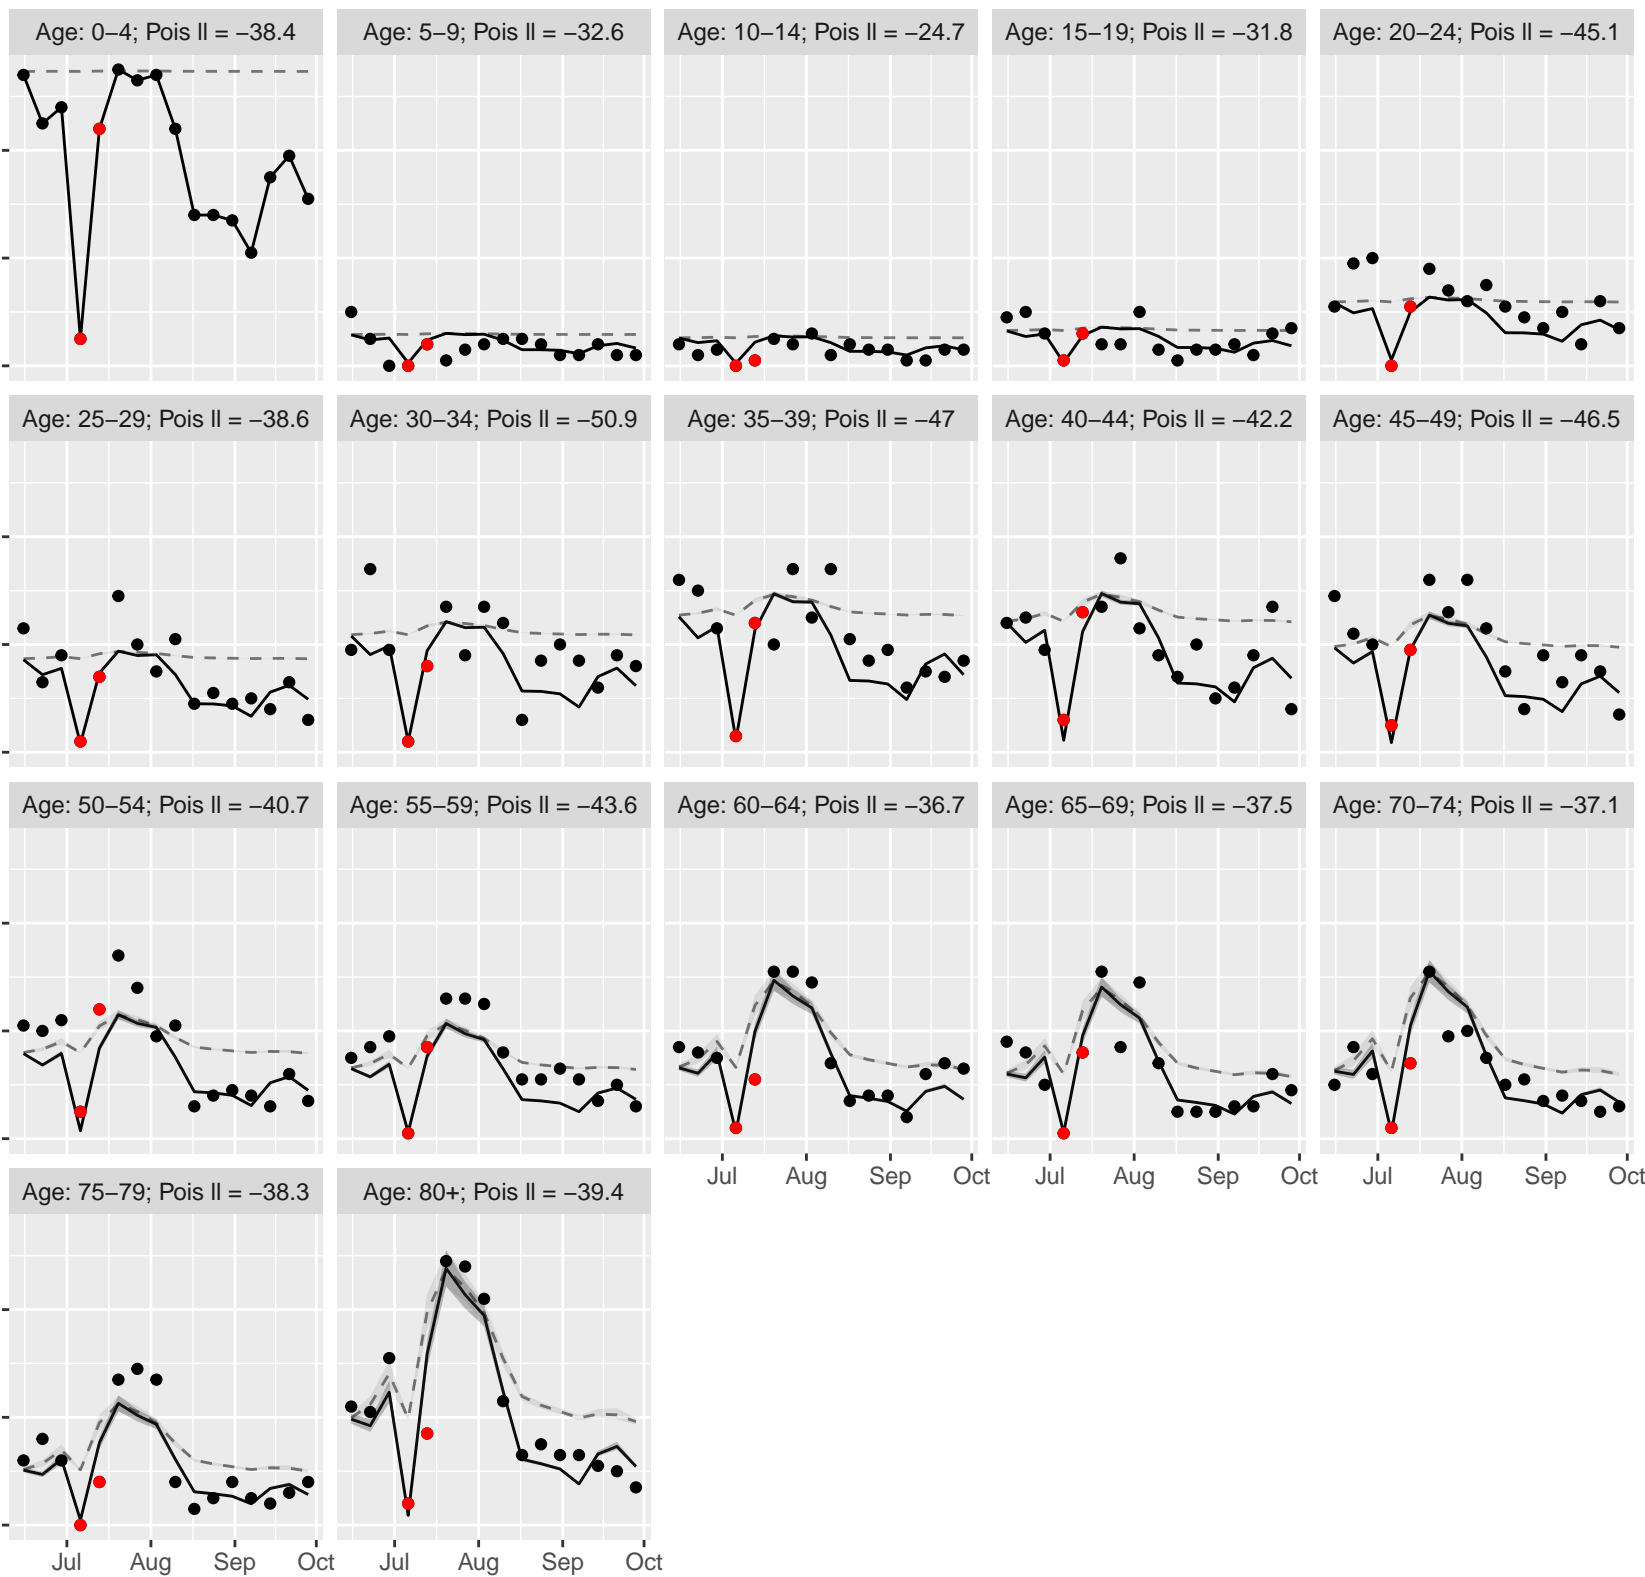 Age: 0−4; Pois ll = −38.4
Age: 5−9; Pois ll = −32.6
Age: 10−14; Pois ll = −24.7
Age: 15−19; Pois ll = −31.8
Age: 20−24; Pois ll = −45.1
Age: 25−29; Pois ll = −38.6
Age: 30−34; Pois ll = −50.9
Age: 35−39; Pois ll = −47
Age: 40−44; Pois ll = −42.2
Age: 45−49; Pois ll = −46.5
Age: 50−54; Pois ll = −40.7
Age: 55−59; Pois ll = −43.6
Age: 60−64; Pois ll = −36.7
Age: 65−69; Pois ll = −37.5
Age: 70−74; Pois ll = −37.1
Jul Aug Sep Oct
Jul Aug Sep Oct
Jul Aug Sep Oct
Age: 75−79; Pois ll = −38.3
Age: 80+; Pois ll = −39.4
Jul Aug Sep Oct
Jul Aug Sep Oct